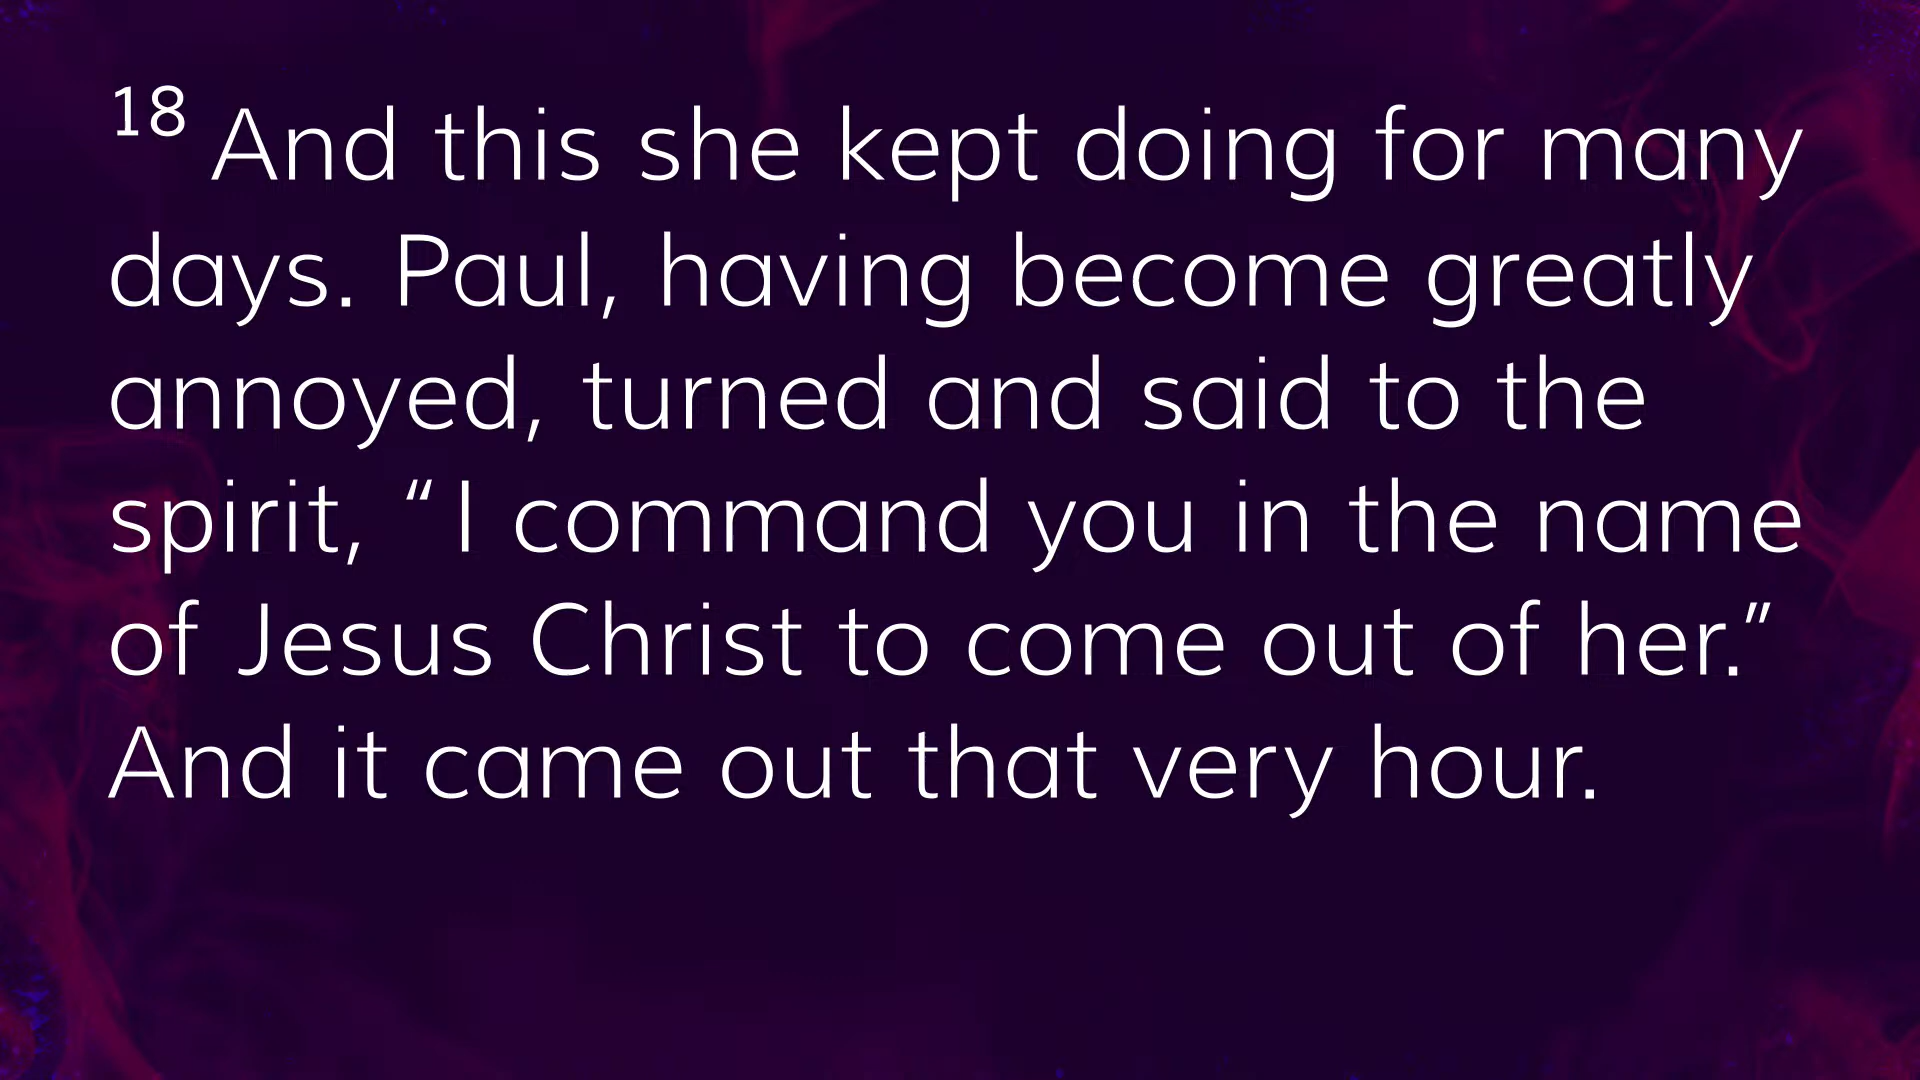 18 And this she kept doing for many
days. Paul, having become greatly
annoyed, turned and said to the
spirit, “I command you in the name
of Jesus Christ to come out of her.”
And it came out that very hour.